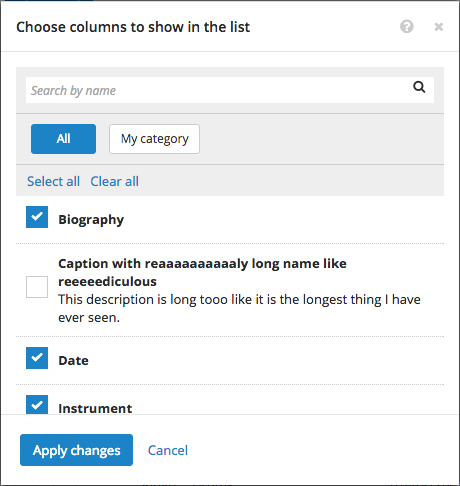 Choose columns to show in the list
Search by name
All My category
Select all Clear all
Biography
Caption with reaaaaaaaaaaly long name like
reeeeediculous
This description is long tooo like it is the longest thing I have
ever seen.
Date
Instrument
Apply changes Cancel